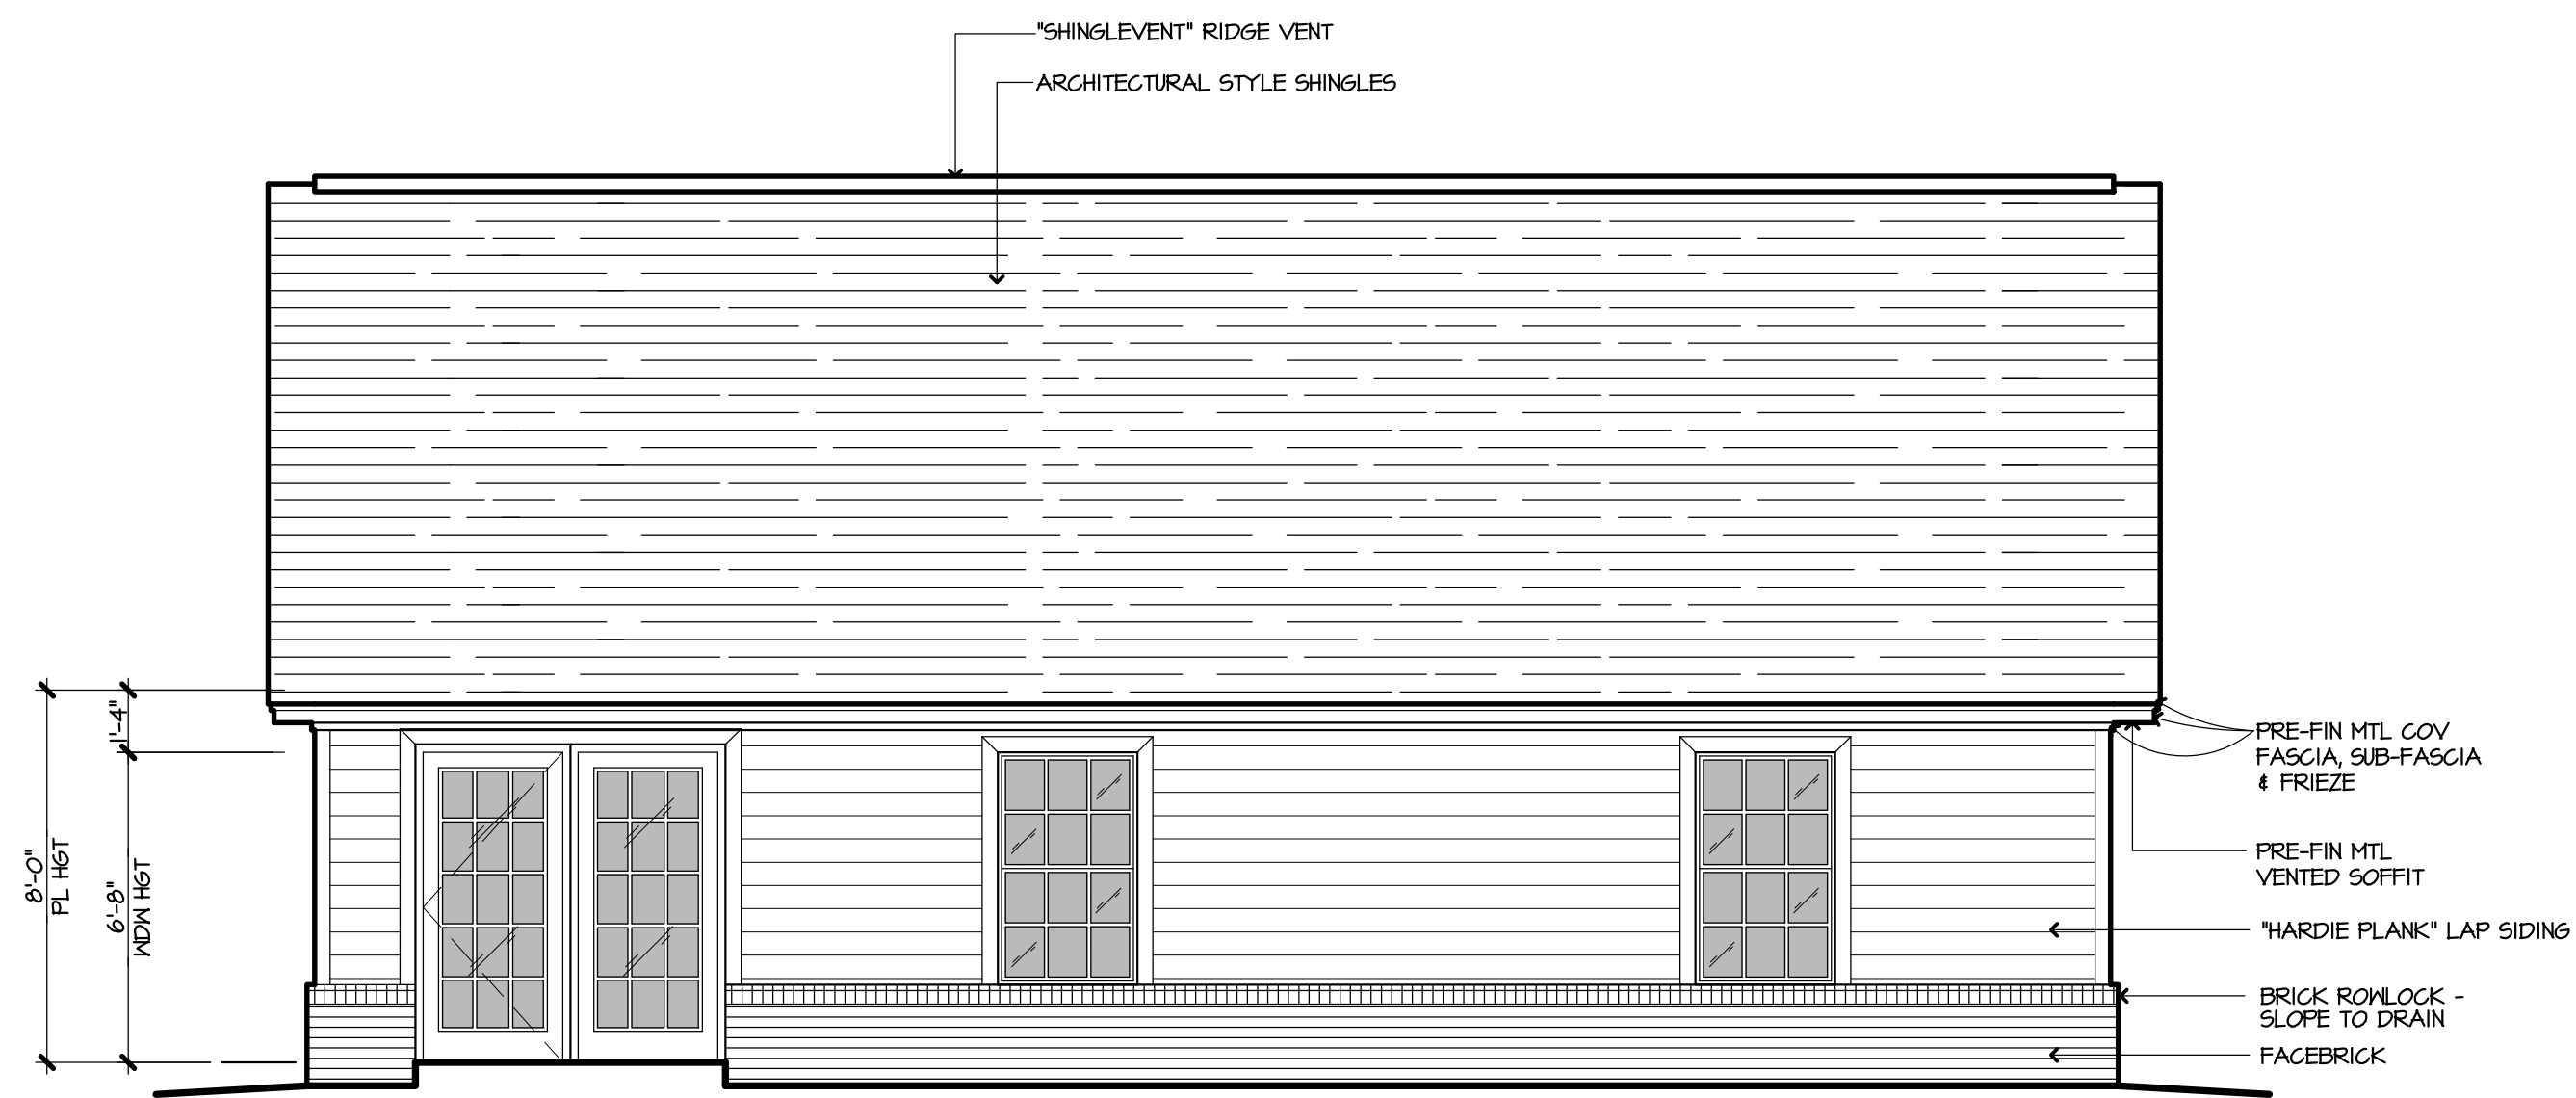 "SHINGLEVENT" RIDGE VENT
ARCHITECTURAL STYLE SHINGLES
1'-4"
8'-0"
PL HGT
6'-8"
WDW HGT
PRE-FIN MTL COV
FASCIA, SUB-FASCIA
& FRIEZE
PRE-FIN MTL
VENTED SOFFIT
"HARDIE PLANK" LAP SIDING
BRICK ROWLOCK -
SLOPE TO DRAIN
FACEBRICK